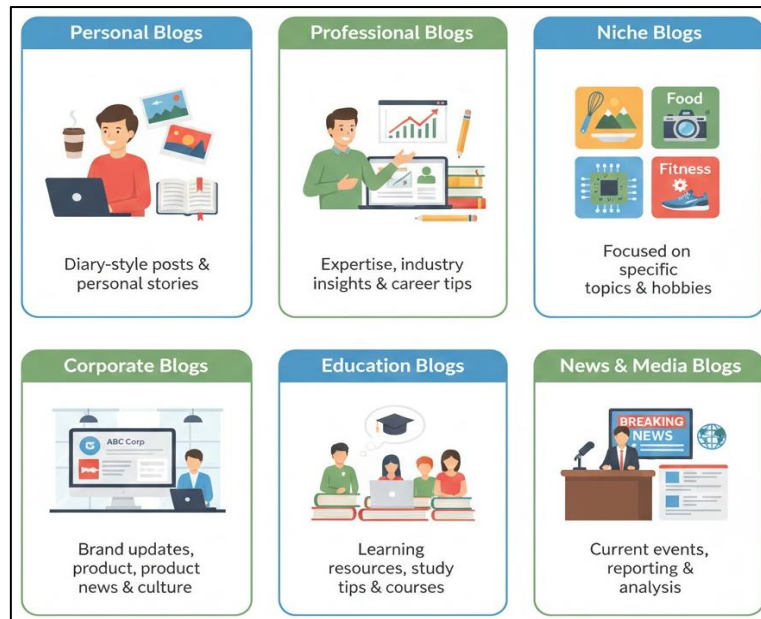 Personal Blogs
Diary-style posts &
personal stories
Professional Blogs
Expertise, industry
insights & career tips
Niche Blogs
Food
Fitness
Focused on
specific
topics & hobbies
Corporate Blogs
ABC Corp
Brand updates,
product, product
news & culture
Education Blogs
Learning
resources, study
tips & courses
News & Media Blogs
BREAKING
NEWS
Current events,
reporting &
analysis